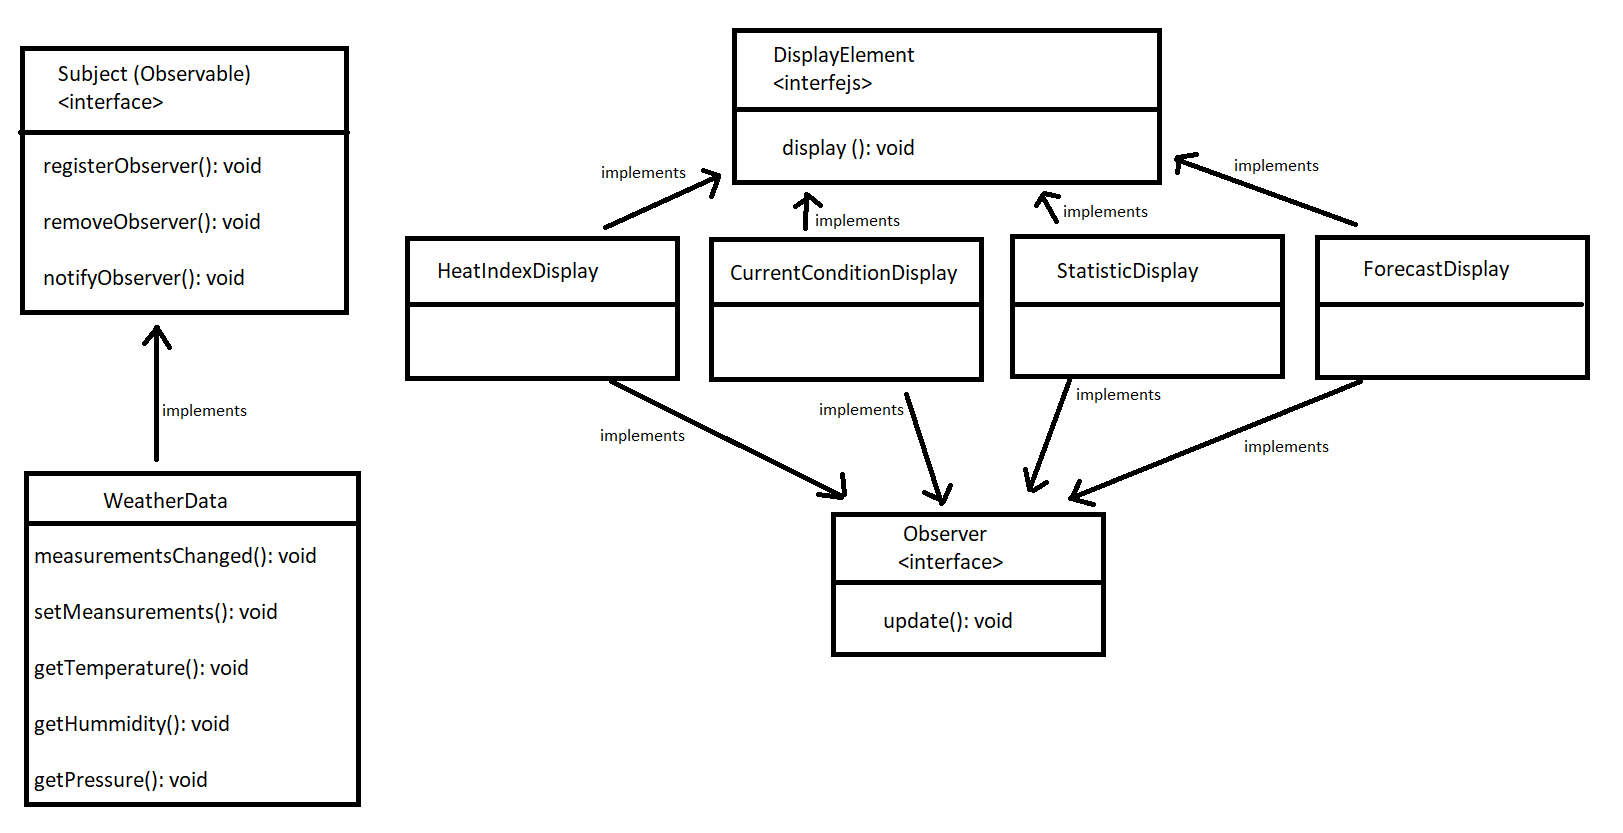 Subject (Observable)
<interface>
registerObserver(): void
removeObserver(): void
notifyObserver(): void
implements
WeatherData
measurementsChanged(): void
setMeansurements(): void
getTemperature(): void
getHummidity(): void
getPressure(): void
DisplayElement
<interfejs>
display (): void
implements
implements
implements
implements
HeatIndexDisplay
CurrentConditionDisplay
StatisticDisplay
ForecastDisplay
implements
implements
implements
implements
Observer
<interface>
update(): void